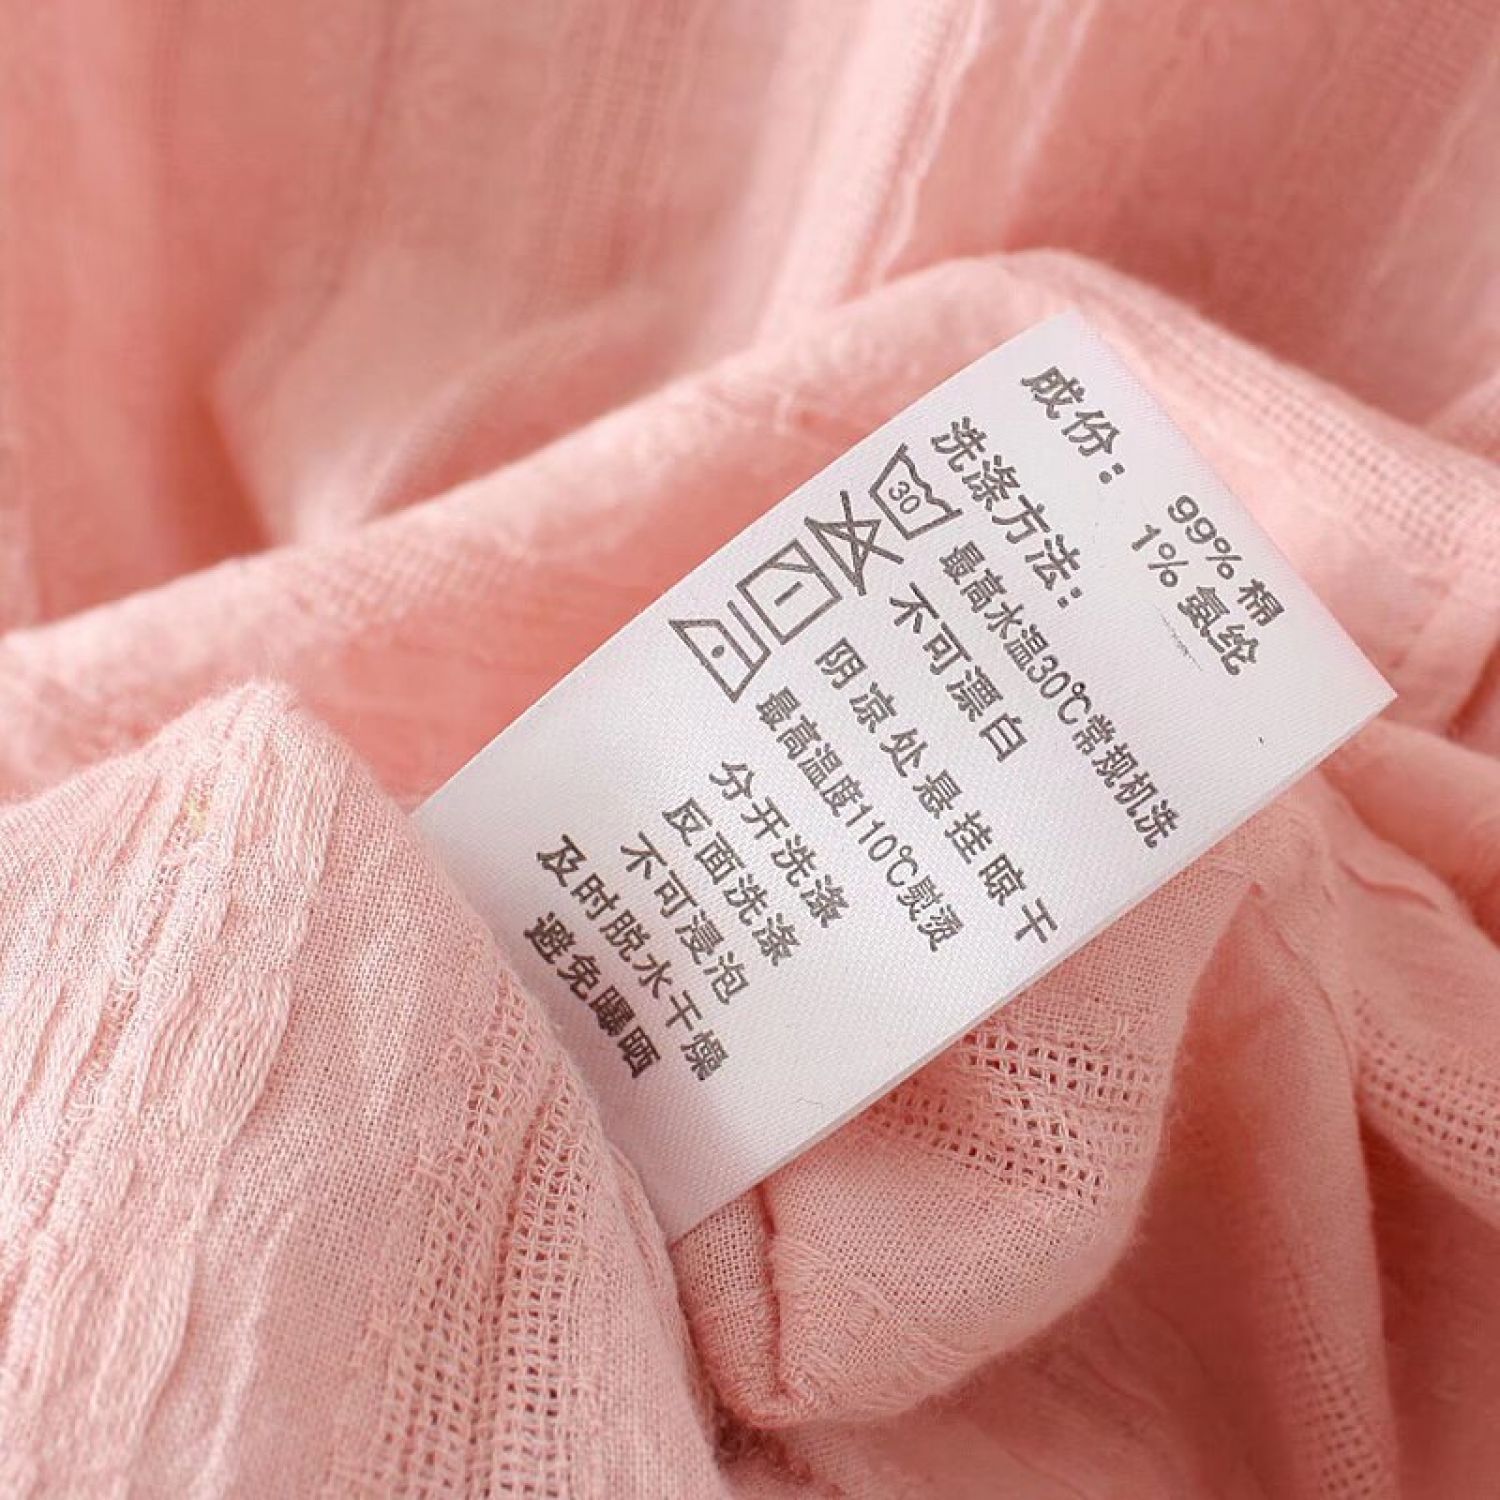 成份：
99%棉
1%氨纶
洗涤方法：
30 最高水温30℃常规机洗
不可漂白
阴凉处悬挂晾干
最高温度110℃熨烫
分开洗涤
反面洗涤
不可浸泡
及时脱水干燥
避免曝晒